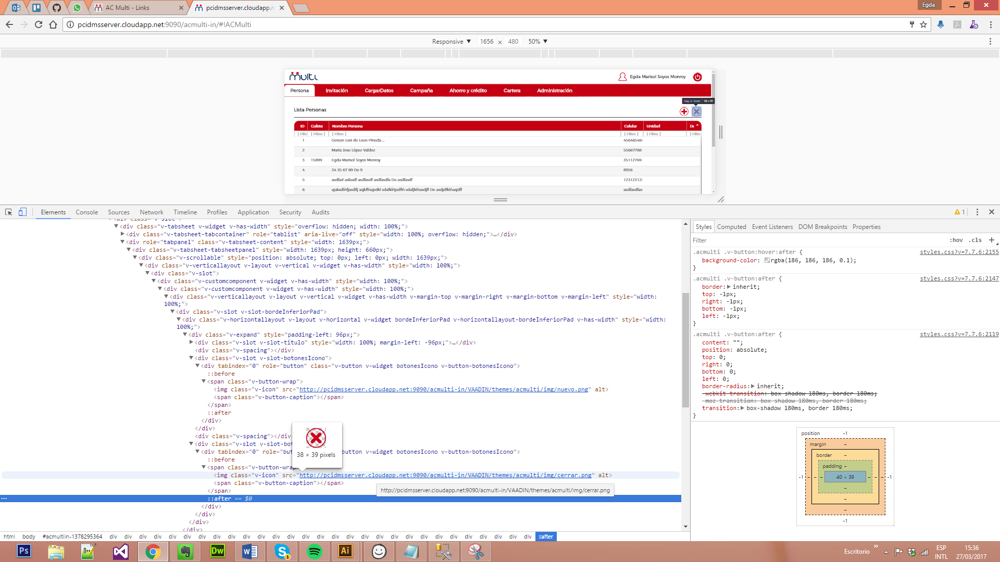 Egda
AC Multi - Links
pcidmsserver.cloudapp.n
pcidmsserver.cloudapp.net:9090/acmulti-in/#!ACMulti
Responsive ▼ 1656 × 480 50% ▼
multi
Egda Marisol Soyos Monroy
Persona Invitación CargarDatos Campaña Ahorro y crédito Cartera Administración
img.v-icon 38×39
Lista Personas
ID Gafete Nombre Persona Celular Unidad
[ Filtr [ Filtro ] [ Filtro ] [ Filtro ] [ Filtro ] [ Filtro
1 Gerson Levi de Leon Pineda ... 456465464
2 Maria Jose López Valdez 55667788
3 15899 Egda Marisol Soyos Monroy 35112769
4 34 35 67 89 De 9 8956
5 asdfad asfasdf asdfasdf asdfasdfa De asdfasdf 12312312
6 asdfasdfas
Elements Console Sources Network Timeline Profiles Application Security Audits
1
<div class="v-slot">
▼<div class="v-tabsheet v-widget v-has-width" style="overflow: hidden; width: 100%;">
▶<div class="v-tabsheet-tabcontainer" role="tablist" aria-live="off" style="width: 100%; overflow: hidden;">…</div>
▼<div role="tabpanel" class="v-tabsheet-content" style="width: 1639px;">
▼<div class="v-tabsheet-tabsheetpanel" style="width: 1639px; height: 660px;">
▼<div class="v-scrollable" style="position: absolute; top: 0px; left: 0px; width: 1639px;">
▼<div class="v-verticallayout v-layout v-vertical v-widget v-has-width" style="width: 100%;">
▼<div class="v-slot">
▼<div class="v-customcomponent v-widget v-has-width" style="width: 100%;">
▼<div class="v-customcomponent v-widget v-has-width" style="width: 100%;">
▼<div class="v-verticallayout v-layout v-vertical v-widget v-has-width v-margin-top v-margin-right v-margin-bottom v-margin-left" style="width:
100%;">
▼<div class="v-slot v-slot-bordeInferiorPad">
▼<div class="v-horizontallayout v-layout v-horizontal v-widget bordeInferiorPad v-horizontallayout-bordeInferiorPad v-has-width" style="width:
100%;">
▼<div class="v-expand" style="padding-left: 96px;">
▶<div class="v-slot v-slot-titulo" style="width: 100%; margin-left: -96px;">…</div>
<div class="v-spacing"></div>
▼<div class="v-slot v-slot-botonesIcono">
▼<div tabindex="0" role="button" class="v-button v-widget botonesIcono v-button-botonesIcono">
::before
▼<span class="v-button-wrap">
<img class="v-icon" src="http://pcidmsserver.cloudapp.net:9090/acmulti-in/VAADIN/themes/acmulti/img/nuevo.png" alt>
<span class="v-button-caption"></span>
</span>
::after
</div>
</div>
<div class="v-spacing"></div
▼<div class="v-slot v-slot-bot
▼<div tabindex="0" role="but utton v-widget botonesIcono v-button-botonesIcono">
::before
▼<span class="v-button-wrap"
38 × 39 pixels
<img class="v-icon" src="http://pcidmsserver.cloudapp.net:9090/acmulti-in/VAADIN/themes/acmulti/img/cerrar.png" alt>
<span class="v-button-caption"></span>
</span>
http://pcidmsserver.cloudapp.net:9090/acmulti-in/VAADIN/themes/acmulti/img/cerrar.png
... ::after == $0
</div>
</div>
</div>
</div>
html body #acmultiin-1378295364 div div div div div div div div div div div div div div div div div div div div div div div div div div div div div ::after
Styles Computed Event Listeners DOM Breakpoints Properties
Filter :hov .cls +
.acmulti .v-button:hover:after { styles.css?v=7.7.6:2155
background-color: rgba(186, 186, 186, 0.1);
}
.acmulti .v-button:after { styles.css?v=7.7.6:2147
border:▶ inherit;
top: -1px;
right: -1px;
bottom: -1px;
left: -1px;
}
.acmulti .v-button:after { styles.css?v=7.7.6:2119
content: "";
position: absolute;
top: 0;
right: 0;
bottom: 0;
left: 0;
border-radius:▶ inherit;
-webkit-transition: box-shadow 180ms, border 180ms;
-moz-transition: box-shadow 180ms, border 180ms;
transition:▶ box-shadow 180ms, border 180ms;
}
position -1
margin –
border –
padding –
-1 – – – 40 × 39 – – – -1
–
–
–
-1
Ps n++ Dw W S 1 Ai
Escritorio » ESP 15:36
INTL 27/03/2017